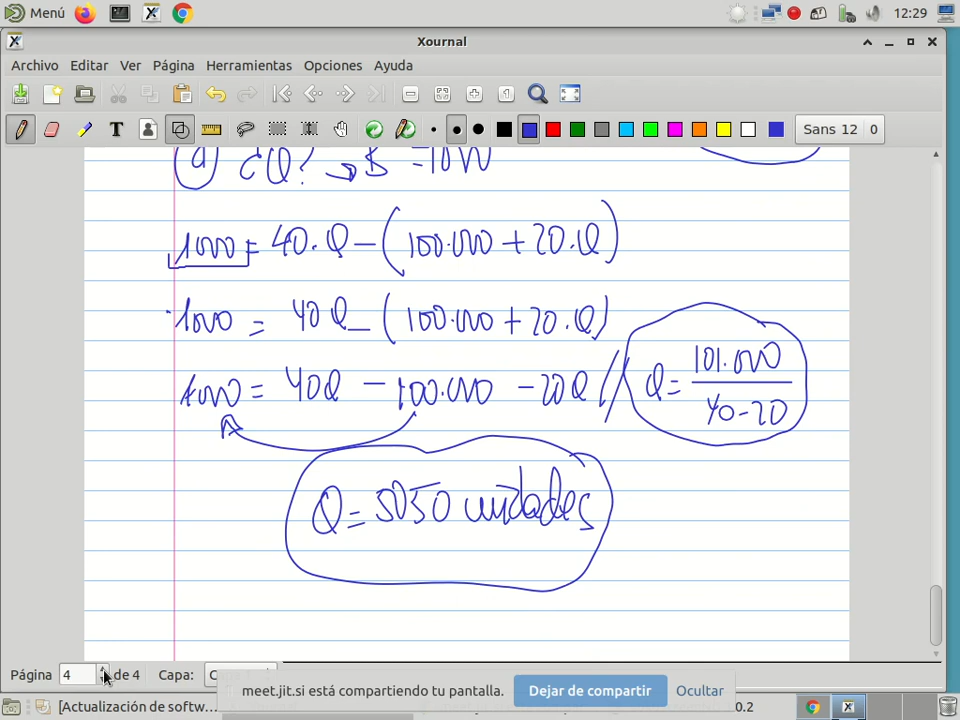 Menú
12:29
Xournal
Archivo Editar Ver Página Herramientas Opciones Ayuda
Sans 12 0
a) ¿Q? → B = 1000
1000 = 40.Q - (100.000 + 20.Q)
1000 = 40Q - (100.000 + 20.Q)
1000 = 40Q - 100.000 - 20Q // Q = 101.000 / 40-20
Q = 5050 unidades
Página 4 de 4 Capa:
meet.jit.si está compartiendo tu pantalla. Dejar de compartir Ocultar
[Actualización de softw...
0.2